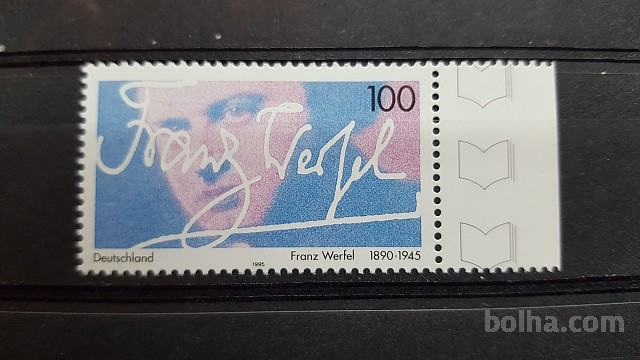 100
Franz Werfel
Deutschland 1995 Franz Werfel 1890-1945
bolha.com